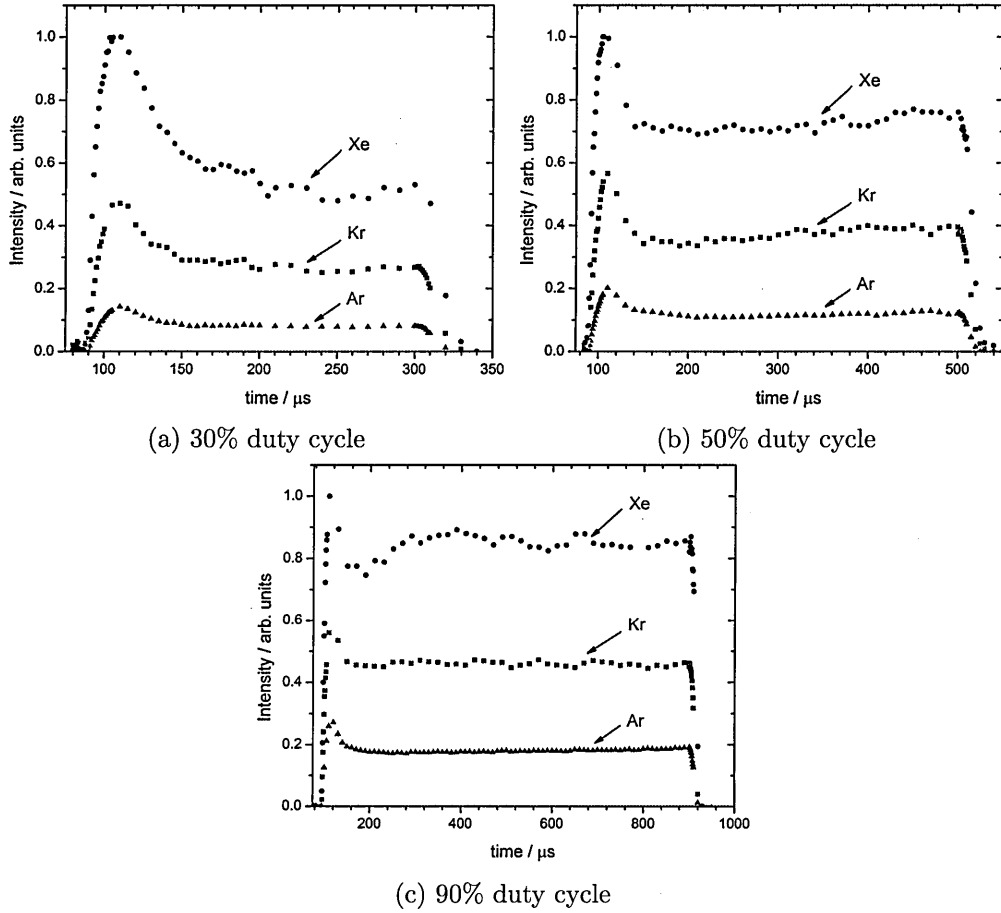 1.0
0.8
0.6
0.4
0.2
0.0
Intensity / arb. units
Xe
Kr
Ar
100 150 200 250 300 350
time / μs
(a) 30% duty cycle
1.0
0.8
0.6
0.4
0.2
0.0
Intensity / arb. units
Xe
Kr
Ar
100 200 300 400 500
time / μs
(b) 50% duty cycle
1.0
0.8
0.6
0.4
0.2
0.0
Intensity / arb. units
Xe
Kr
Ar
200 400 600 800 1000
time / μs
(c) 90% duty cycle